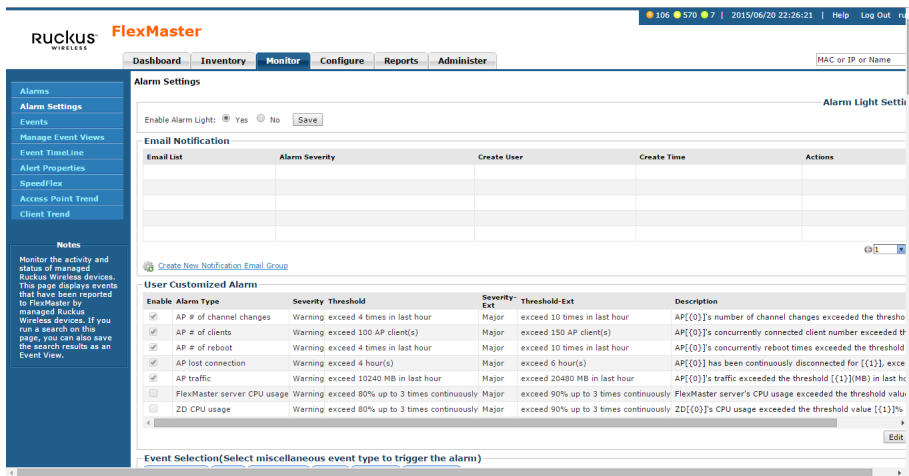 106 570 7 | 2015/06/20 22:26:21 | Help Log Out
RUCKUS WIRELESS FlexMaster
Dashboard Inventory Monitor Configure Reports Administer MAC or IP or Name
Alarms
Alarm Settings
Events
Manage Event Views
Event TimeLine
Alert Properties
SpeedFlex
Access Point Trend
Client Trend
Notes
Monitor the activity and
status of managed
Ruckus Wireless devices.
This page displays events
that have been reported
to FlexMaster by
managed Ruckus
Wireless devices. If you
run a search on this
page, you can also save
the search results as an
Event View.
Alarm Settings
Alarm Light Settin
Enable Alarm Light: Yes No Save
Email Notification
Email List Alarm Severity Create User Create Time Actions
1
Create New Notification Email Group
User Customized Alarm
Enable Alarm Type Severity Threshold Severity-Ext Threshold-Ext Description
AP # of channel changes Warning exceed 4 times in last hour Major exceed 10 times in last hour AP[{0}]'s number of channel changes exceeded the thresho
AP # of clients Warning exceed 100 AP client(s) Major exceed 150 AP client(s) AP[{0}]'s concurrently connected client number exceeded th
AP # of reboot Warning exceed 4 times in last hour Major exceed 10 times in last hour AP[{0}]'s concurrently reboot times exceeded the threshold
AP lost connection Warning exceed 4 hour(s) Major exceed 6 hour(s) AP[{0}] has been continuously disconnected for [{1}], exce
AP traffic Warning exceed 10240 MB in last hour Major exceed 20480 MB in last hour AP[{0}]'s traffic exceeded the threshold [{1}](MB) in last ho
FlexMaster server CPU usage Warning exceed 80% up to 3 times continuously Major exceed 90% up to 3 times continuously FlexMaster server's CPU usage exceeded the threshold valu
ZD CPU usage Warning exceed 80% up to 3 times continuously Major exceed 90% up to 3 times continuously ZD[{0}]'s CPU usage exceeded the threshold value [{1}]%
Edit
Event Selection(Select miscellaneous event type to trigger the alarm)